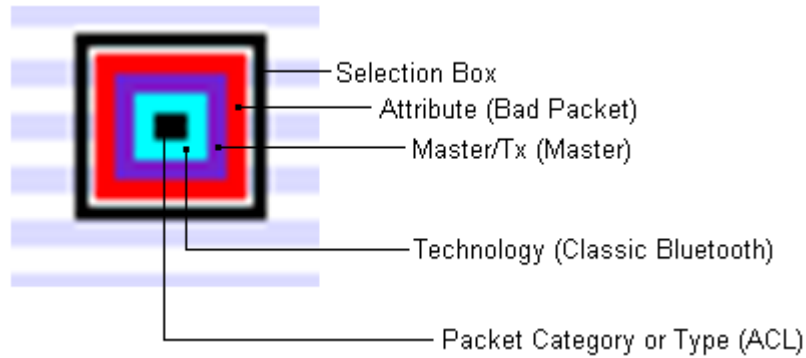 Selection Box
Attribute (Bad Packet)
Master/Tx (Master)
Technology (Classic Bluetooth)
Packet Category or Type (ACL)